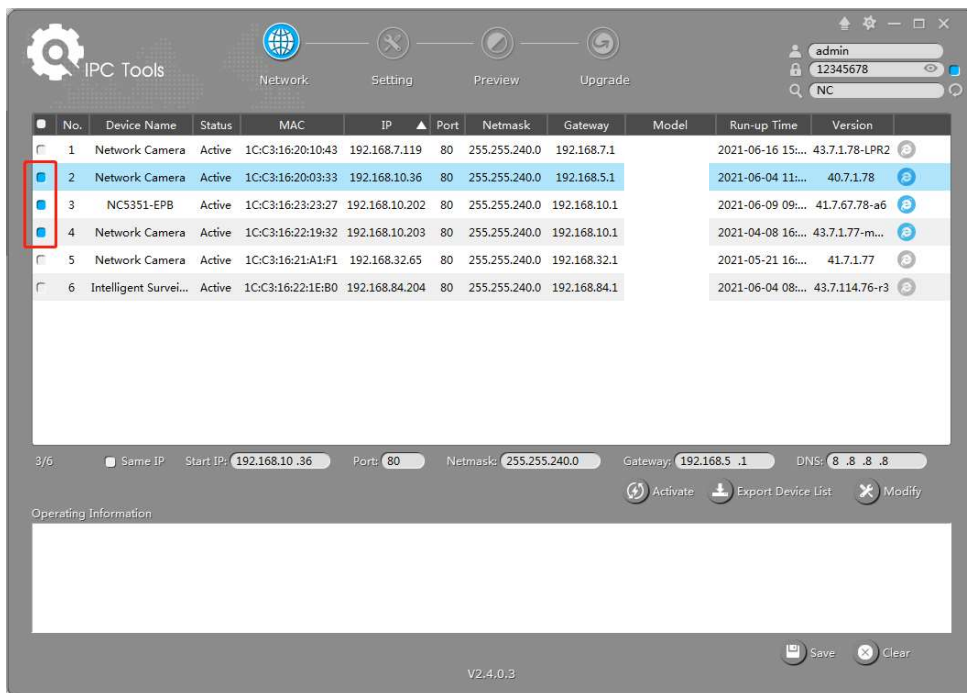 IPC Tools
Network
Setting
Preview
Upgrade
admin
12345678
NC
No. Device Name Status MAC IP Port Netmask Gateway Model Run-up Time Version
1 Network Camera Active 1C:C3:16:20:10:43 192.168.7.119 80 255.255.240.0 192.168.7.1 2021-06-16 15:... 43.7.1.78-LPR2
2 Network Camera Active 1C:C3:16:20:03:33 192.168.10.36 80 255.255.240.0 192.168.5.1 2021-06-04 11:... 40.7.1.78
3 NC5351-EPB Active 1C:C3:16:23:23:27 192.168.10.202 80 255.255.240.0 192.168.10.1 2021-06-09 09:... 41.7.67.78-a6
4 Network Camera Active 1C:C3:16:22:19:32 192.168.10.203 80 255.255.240.0 192.168.10.1 2021-04-08 16:... 43.7.1.77-m...
5 Network Camera Active 1C:C3:16:21:A1:F1 192.168.32.65 80 255.255.240.0 192.168.32.1 2021-05-21 16:... 41.7.1.77
6 Intelligent Survei... Active 1C:C3:16:22:1E:B0 192.168.84.204 80 255.255.240.0 192.168.84.1 2021-06-04 08:... 43.7.114.76-r3
3/6 Same IP Start IP: 192.168.10 .36 Port: 80 Netmask: 255.255.240.0 Gateway: 192.168.5 .1 DNS: 8 .8 .8 .8
Activate Export Device List Modify
Operating Information
Save Clear
V2.4.0.3